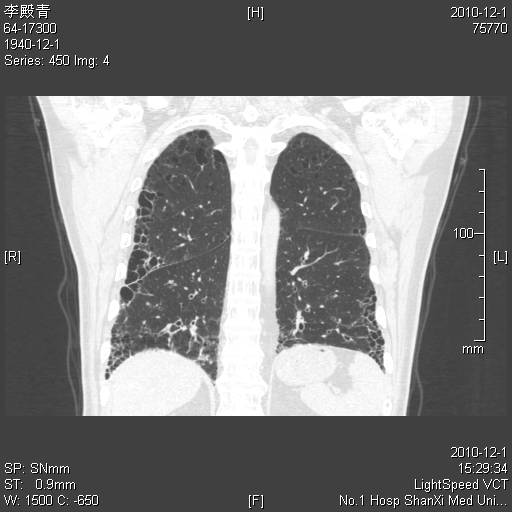 李殿青
64-17300
1940-12-1
Series: 450 Img: 4
[H]
2010-12-1
75770
[R]
100
[L]
mm
SP: SNmm
ST: 0.9mm
W: 1500 C: -650
[F]
2010-12-1
15:29:34
LightSpeed VCT
No.1 Hosp ShanXi Med Uni...